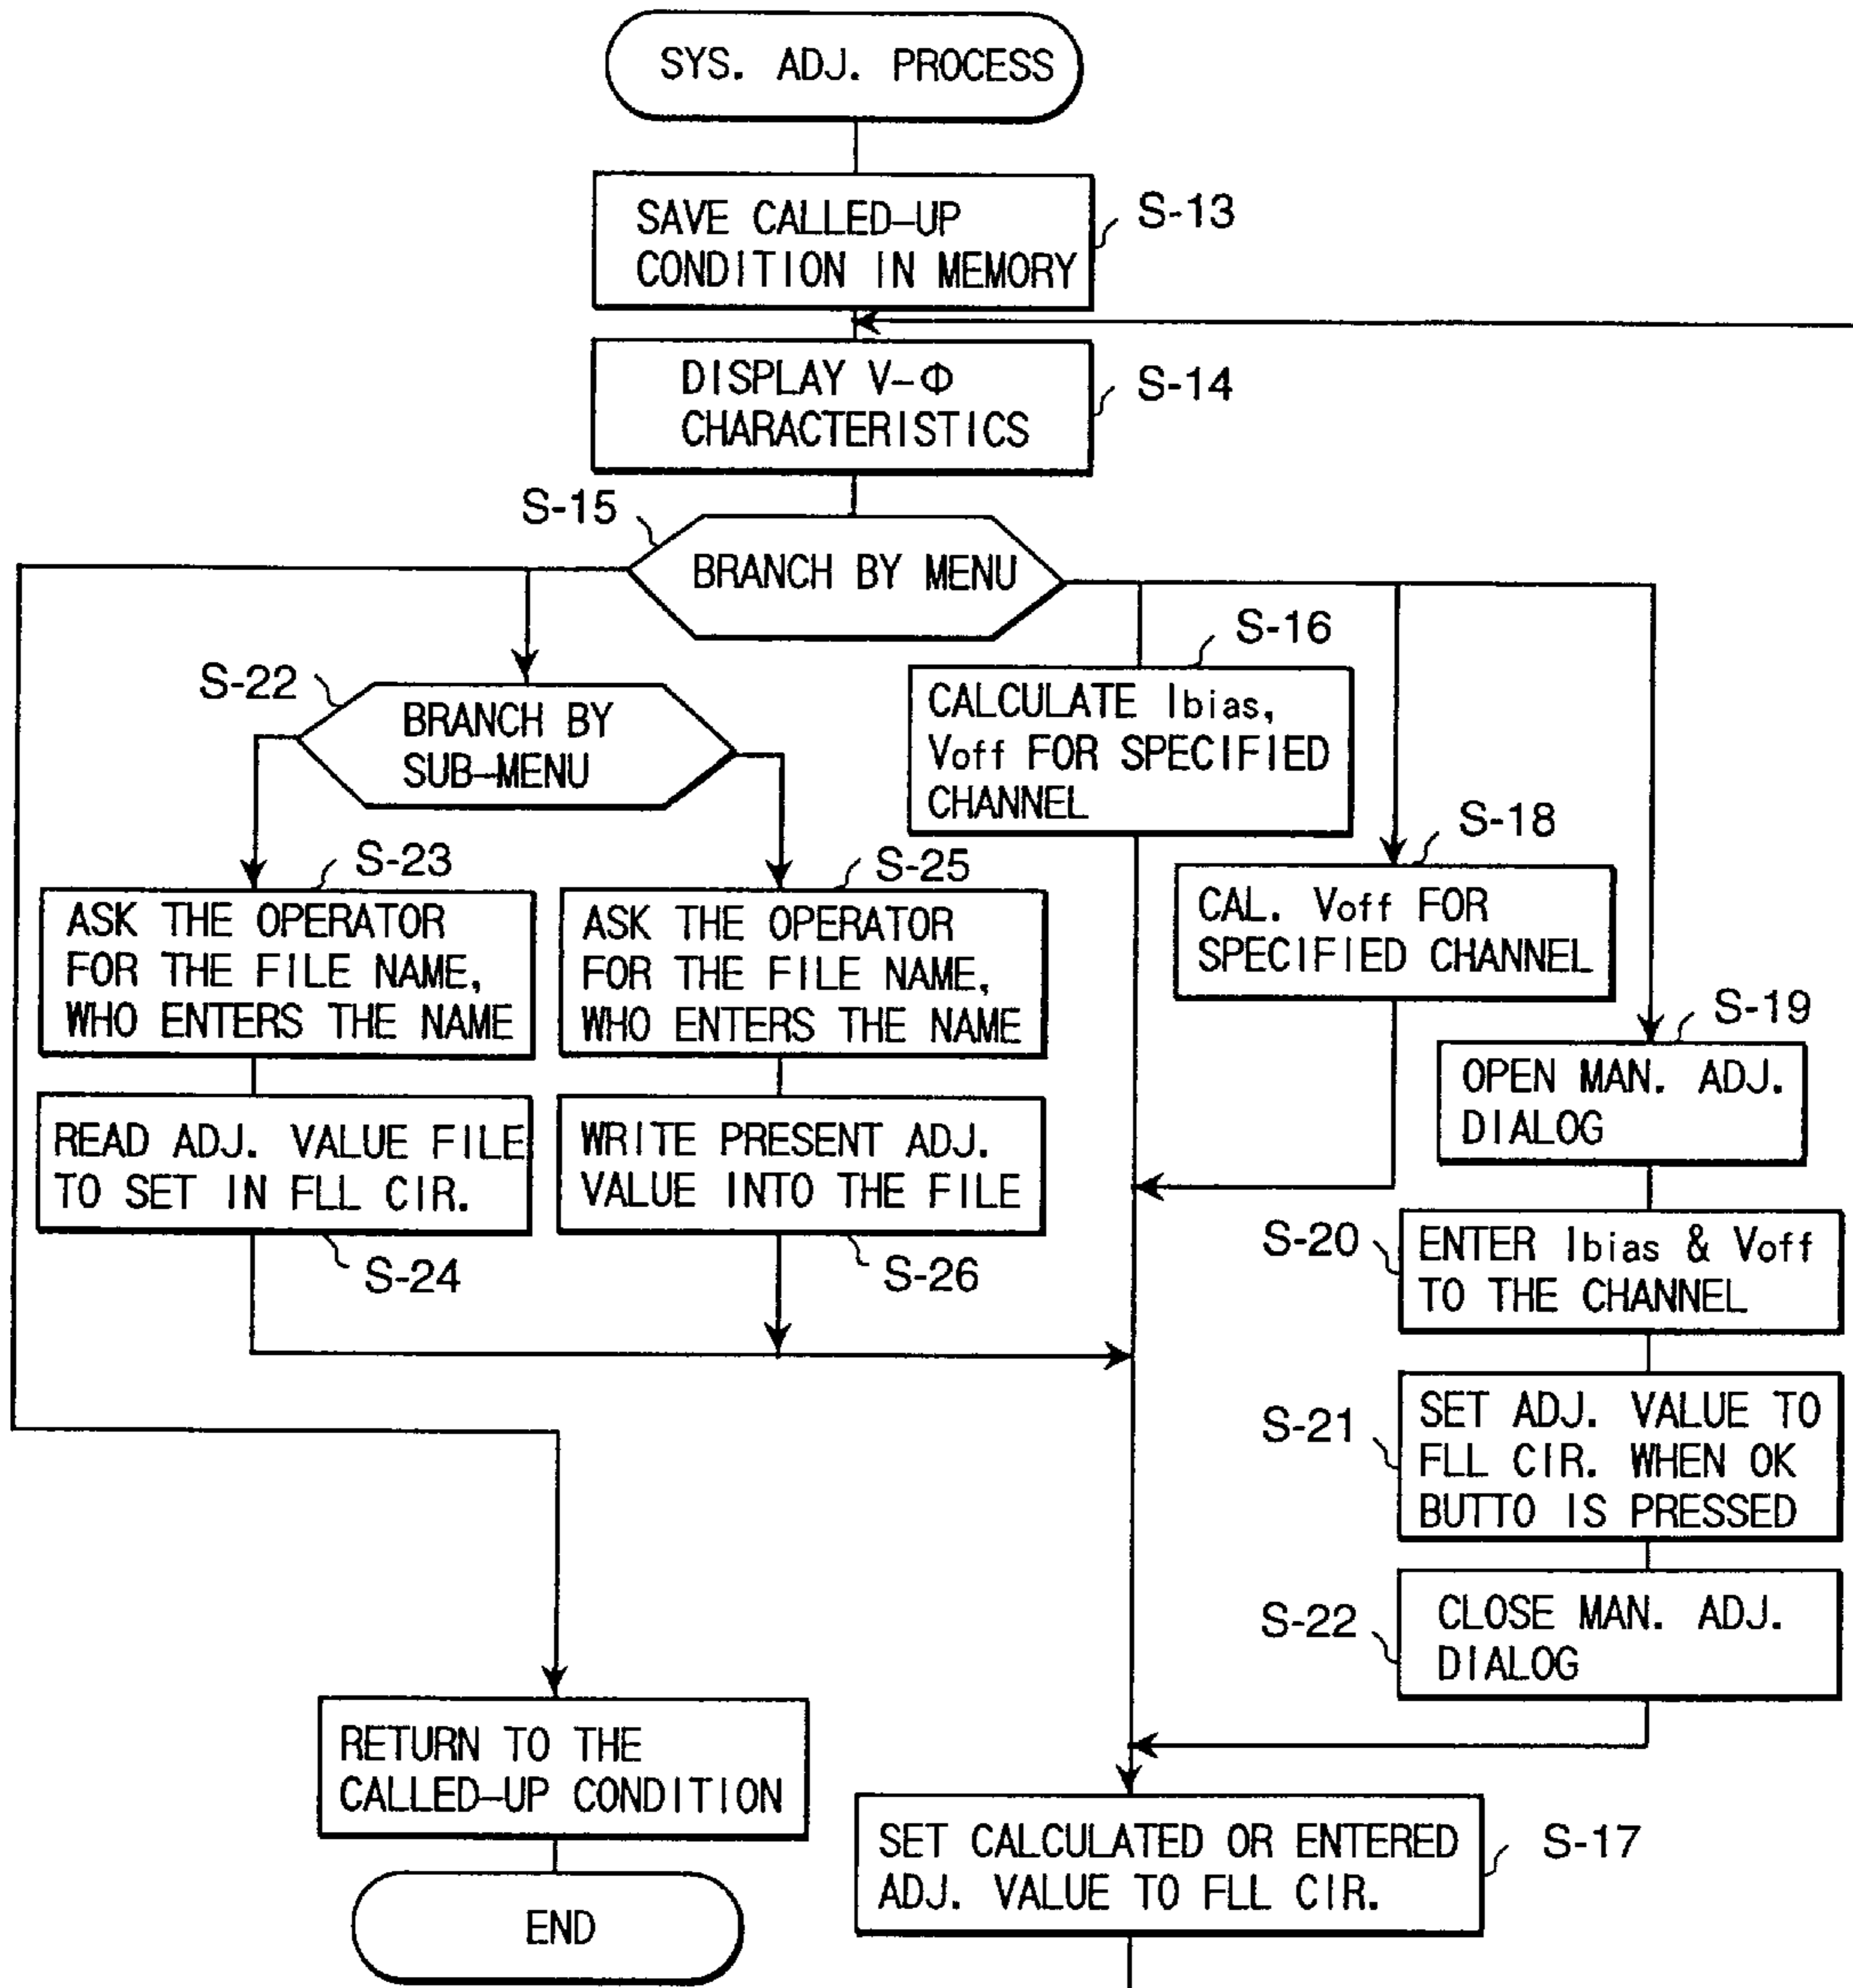 SYS. ADJ. PROCESS
SAVE CALLED-UP
CONDITION IN MEMORY
S-13
DISPLAY V-Φ
CHARACTERISTICS
S-14
S-15
BRANCH BY MENU
S-16
CALCULATE Ibias,
Voff FOR SPECIFIED
CHANNEL
S-22
BRANCH BY
SUB-MENU
S-18
CAL. Voff FOR
SPECIFIED CHANNEL
S-23
ASK THE OPERATOR
FOR THE FILE NAME,
WHO ENTERS THE NAME
S-25
ASK THE OPERATOR
FOR THE FILE NAME,
WHO ENTERS THE NAME
S-19
OPEN MAN. ADJ.
DIALOG
READ ADJ. VALUE FILE
TO SET IN FLL CIR.
S-24
WRITE PRESENT ADJ.
VALUE INTO THE FILE
S-26
S-20
ENTER Ibias & Voff
TO THE CHANNEL
S-21
SET ADJ. VALUE TO
FLL CIR. WHEN OK
BUTTO IS PRESSED
S-22
CLOSE MAN. ADJ.
DIALOG
RETURN TO THE
CALLED-UP CONDITION
SET CALCULATED OR ENTERED
ADJ. VALUE TO FLL CIR.
S-17
END